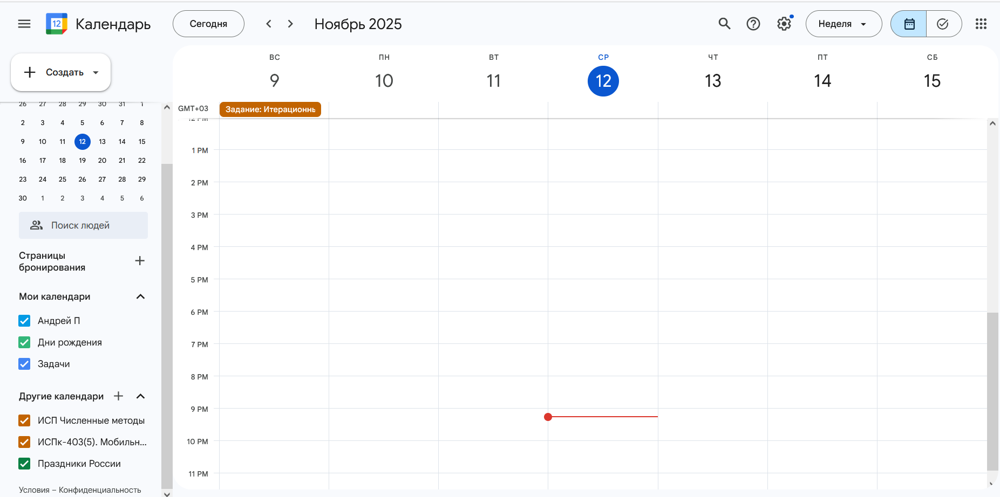 12 Календарь Сегодня Ноябрь 2025 Неделя
Создать
ВС ПН ВТ СР ЧТ ПТ СБ
9 10 11 12 13 14 15
GMT+03 Задание: Итерационнь
26 27 28 29 30 31 1
2 3 4 5 6 7 8
9 10 11 12 13 14 15
16 17 18 19 20 21 22
23 24 25 26 27 28 29
30 1 2 3 4 5 6
Поиск людей
Страницы
бронирования
Мои календари
Андрей П
Дни рождения
Задачи
Другие календари
ИСП Численные методы
ИСПк-403(5). Мобильн...
Праздники России
Условия – Конфиденциальность
12 PM
1 PM
2 PM
3 PM
4 PM
5 PM
6 PM
7 PM
8 PM
9 PM
10 PM
11 PM